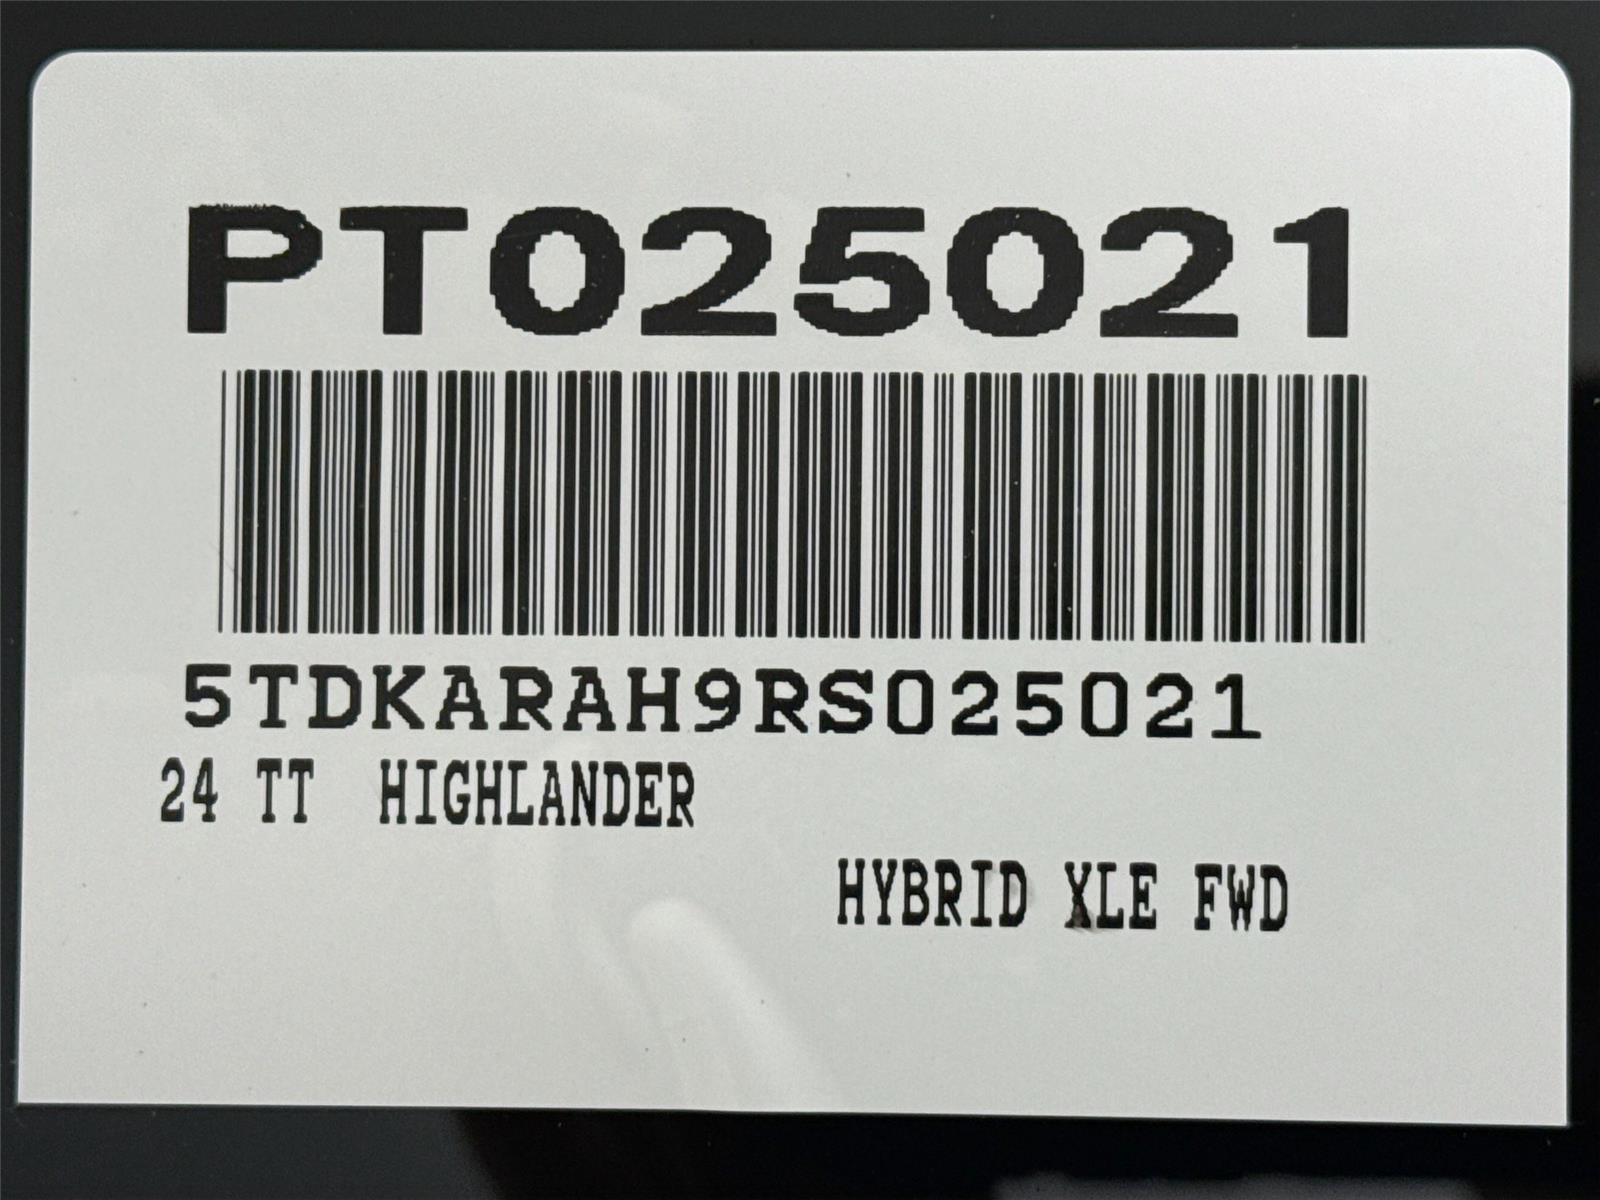 PT025021
5TDKARAH9RS025021
24 TT HIGHLANDER
HYBRID XLE FWD